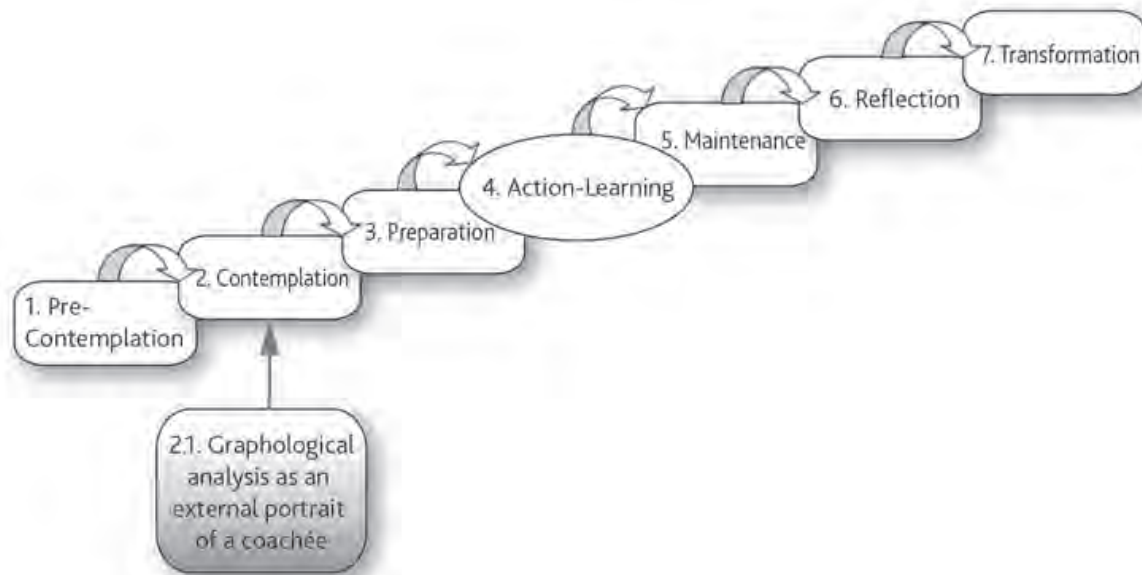 1. Pre-
Contemplation
2. Contemplation
3. Preparation
4. Action-Learning
5. Maintenance
6. Reflection
7. Transformation
2.1. Graphological
analysis as an
external portrait
of a coachée